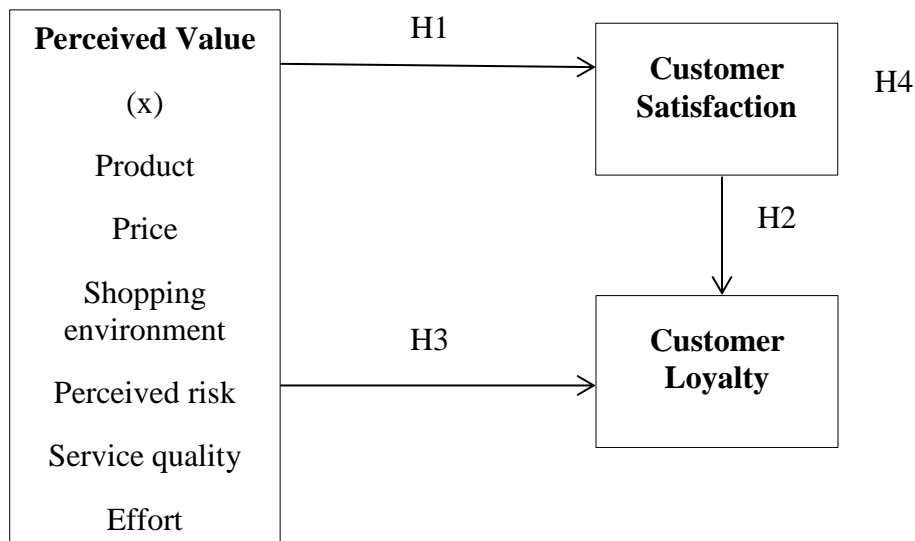 Perceived Value
(x)
Product
Price
Shopping
environment
Perceived risk
Service quality
Effort
H1
Customer
Satisfaction
H4
H2
H3
Customer
Loyalty